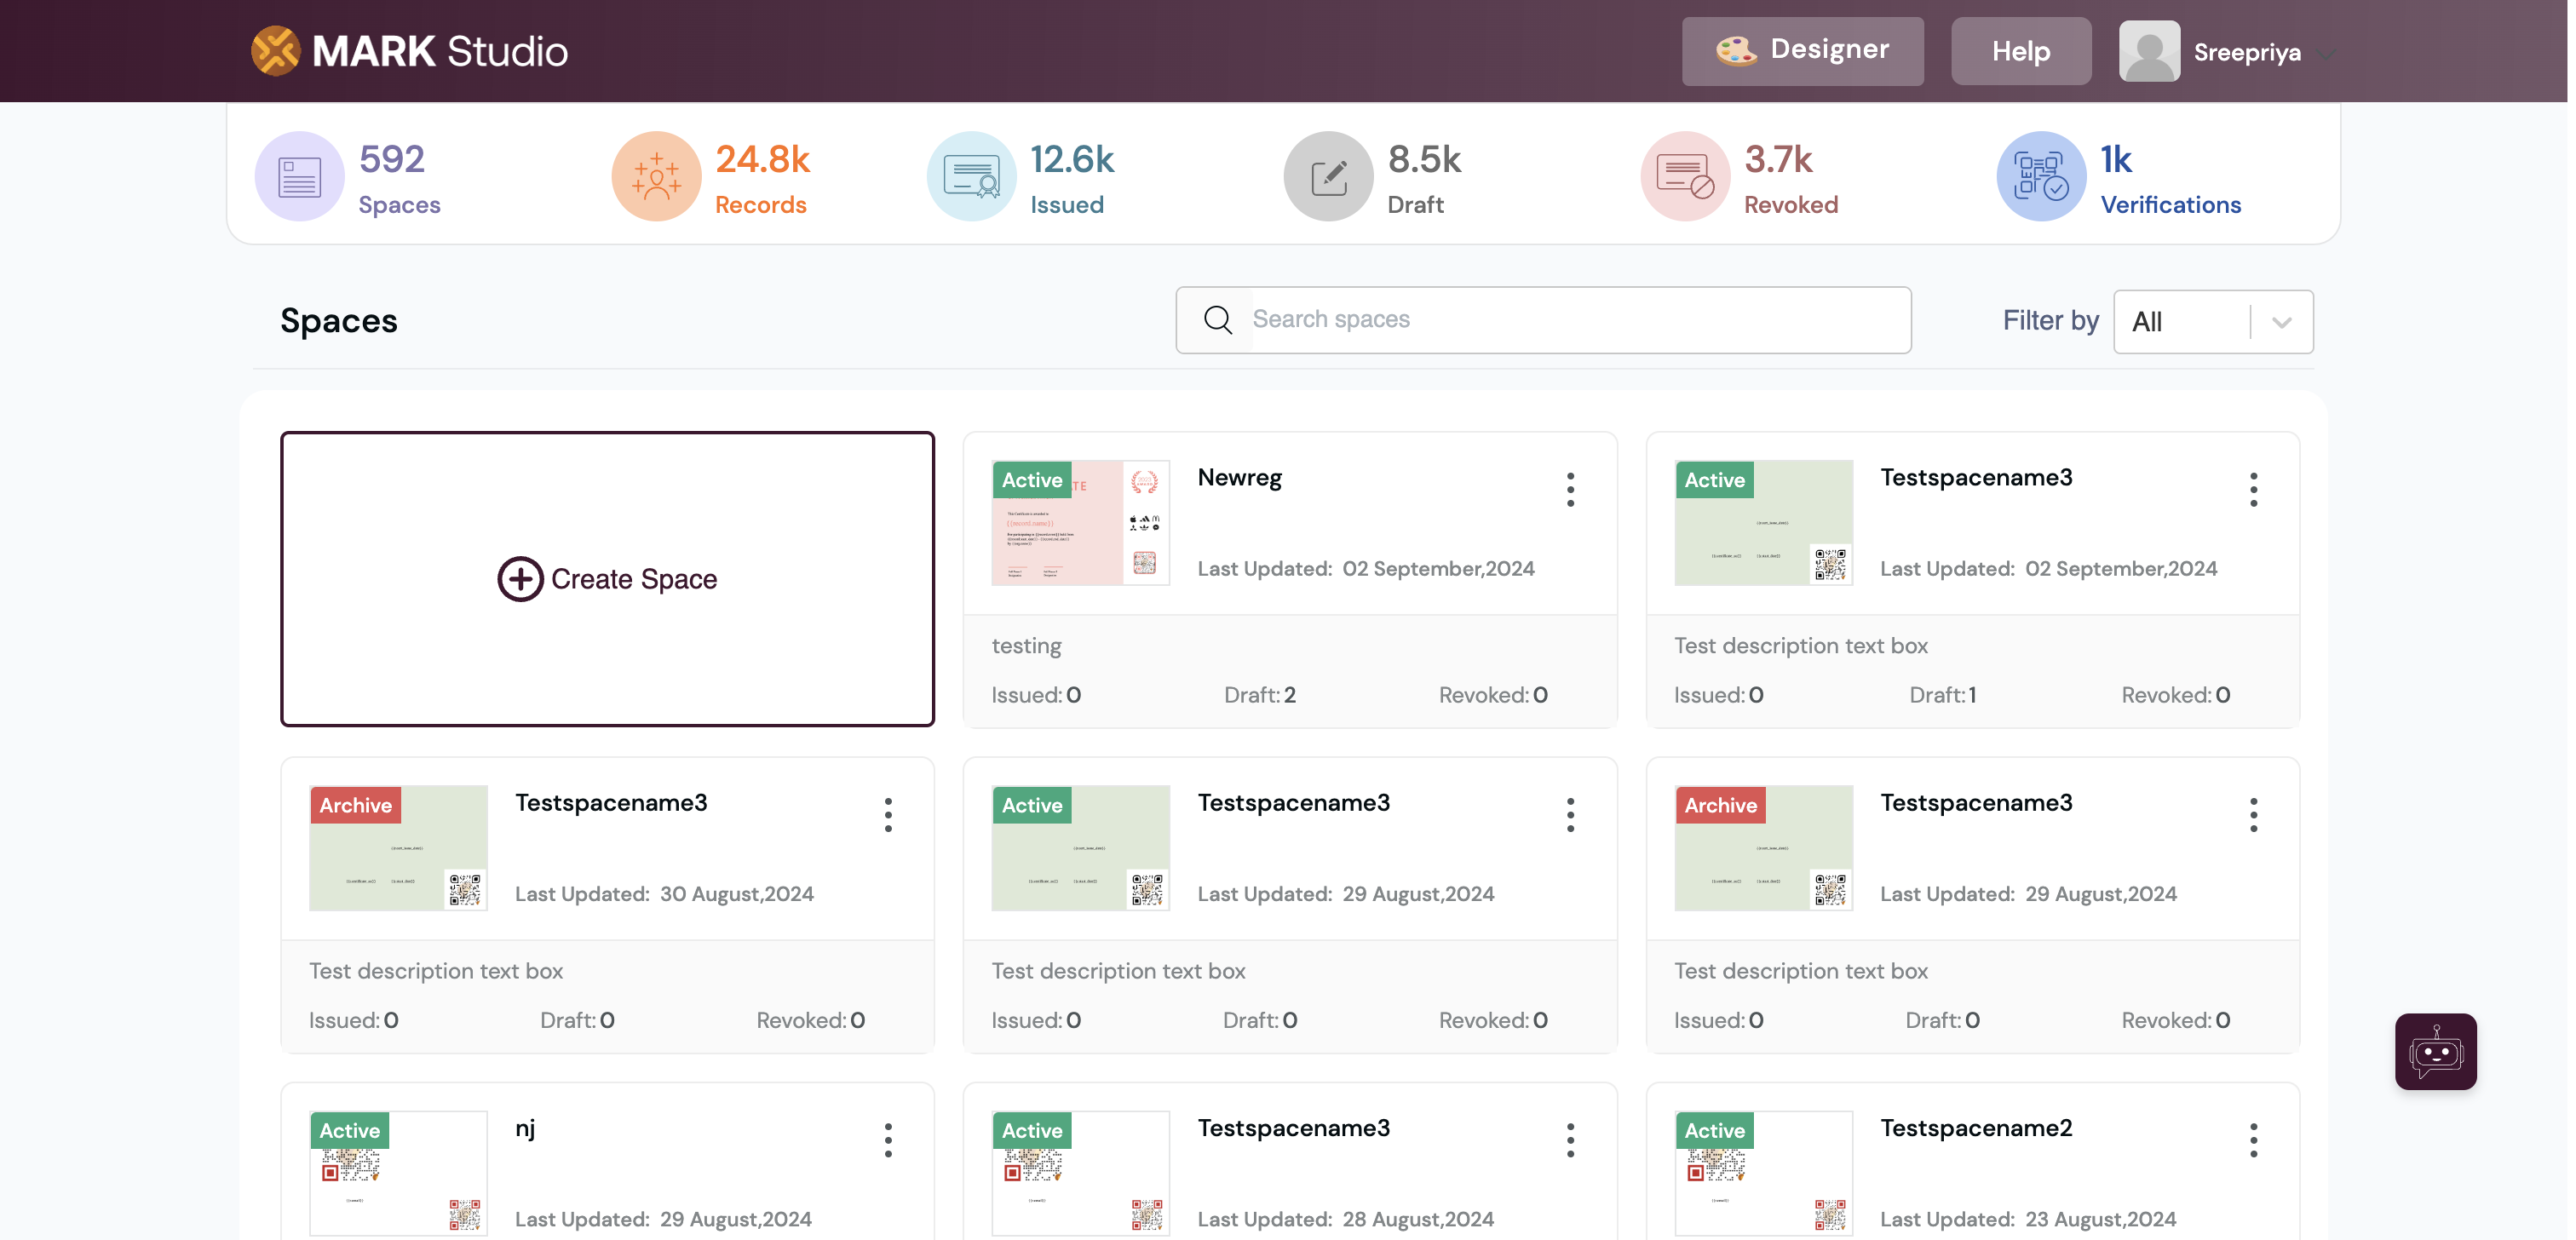 MARK Studio
Designer
Help
Sreepriya
592
Spaces
24.8k
Records
12.6k
Issued
8.5k
Draft
3.7k
Revoked
1k
Verifications
Spaces
Search spaces
Filter by
All
Create Space
Active
Newreg
Last Updated: 02 September,2024
testing
Issued: 0 Draft: 2 Revoked: 0
Active
Testspacename3
Last Updated: 02 September,2024
Test description text box
Issued: 0 Draft: 1 Revoked: 0
Archive
Testspacename3
Last Updated: 30 August,2024
Test description text box
Issued: 0 Draft: 0 Revoked: 0
Active
Testspacename3
Last Updated: 29 August,2024
Test description text box
Issued: 0 Draft: 0 Revoked: 0
Archive
Testspacename3
Last Updated: 29 August,2024
Test description text box
Issued: 0 Draft: 0 Revoked: 0
Active
nj
Last Updated: 29 August,2024
Active
Testspacename3
Last Updated: 28 August,2024
Active
Testspacename2
Last Updated: 23 August,2024